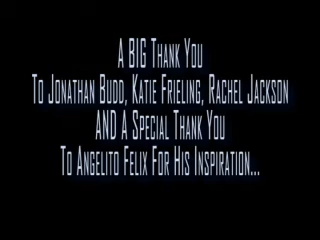 A BIG Thank You
To Jonathan Budd, Katie Frieling, Rachel Jackson
AND A Special Thank You
To Angelito Felix For His Inspiration...